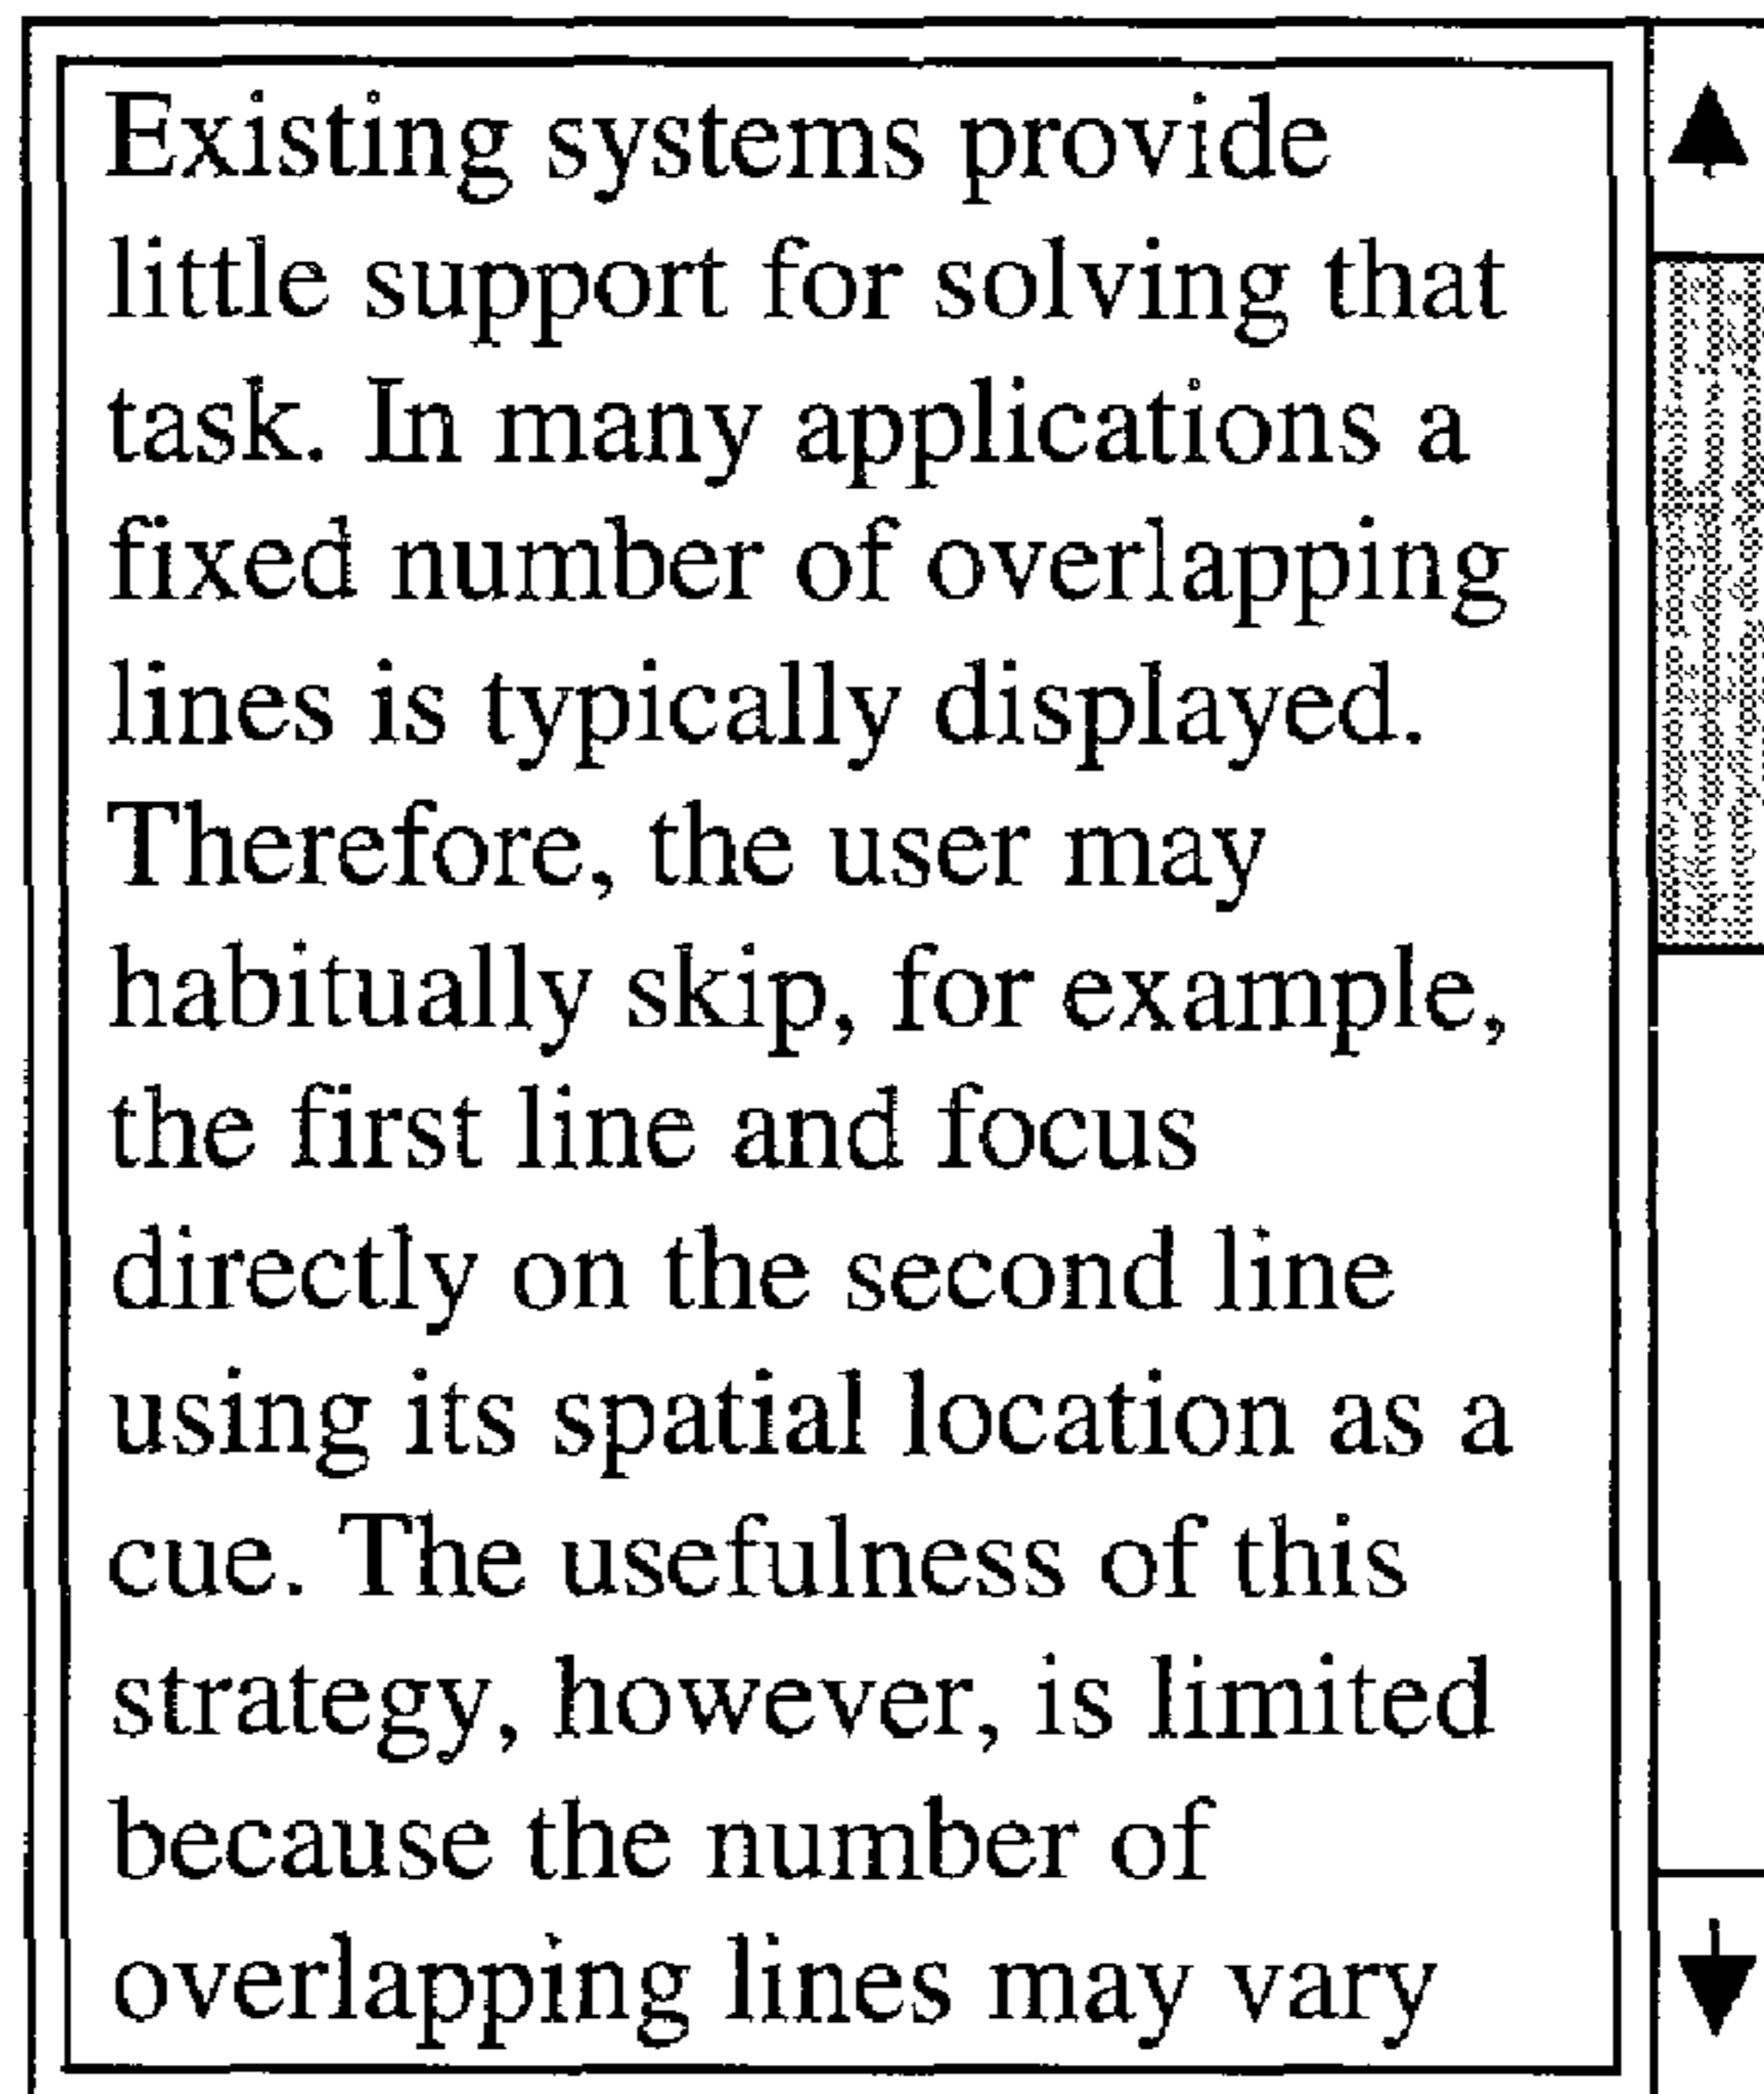 Existing systems provide
little support for solving that
task. In many applications a
fixed number of overlapping
lines is typically displayed.
Therefore, the user may
habitually skip, for example,
the first line and focus
directly on the second line
using its spatial location as a
cue. The usefulness of this
strategy, however, is limited
because the number of
overlapping lines may vary